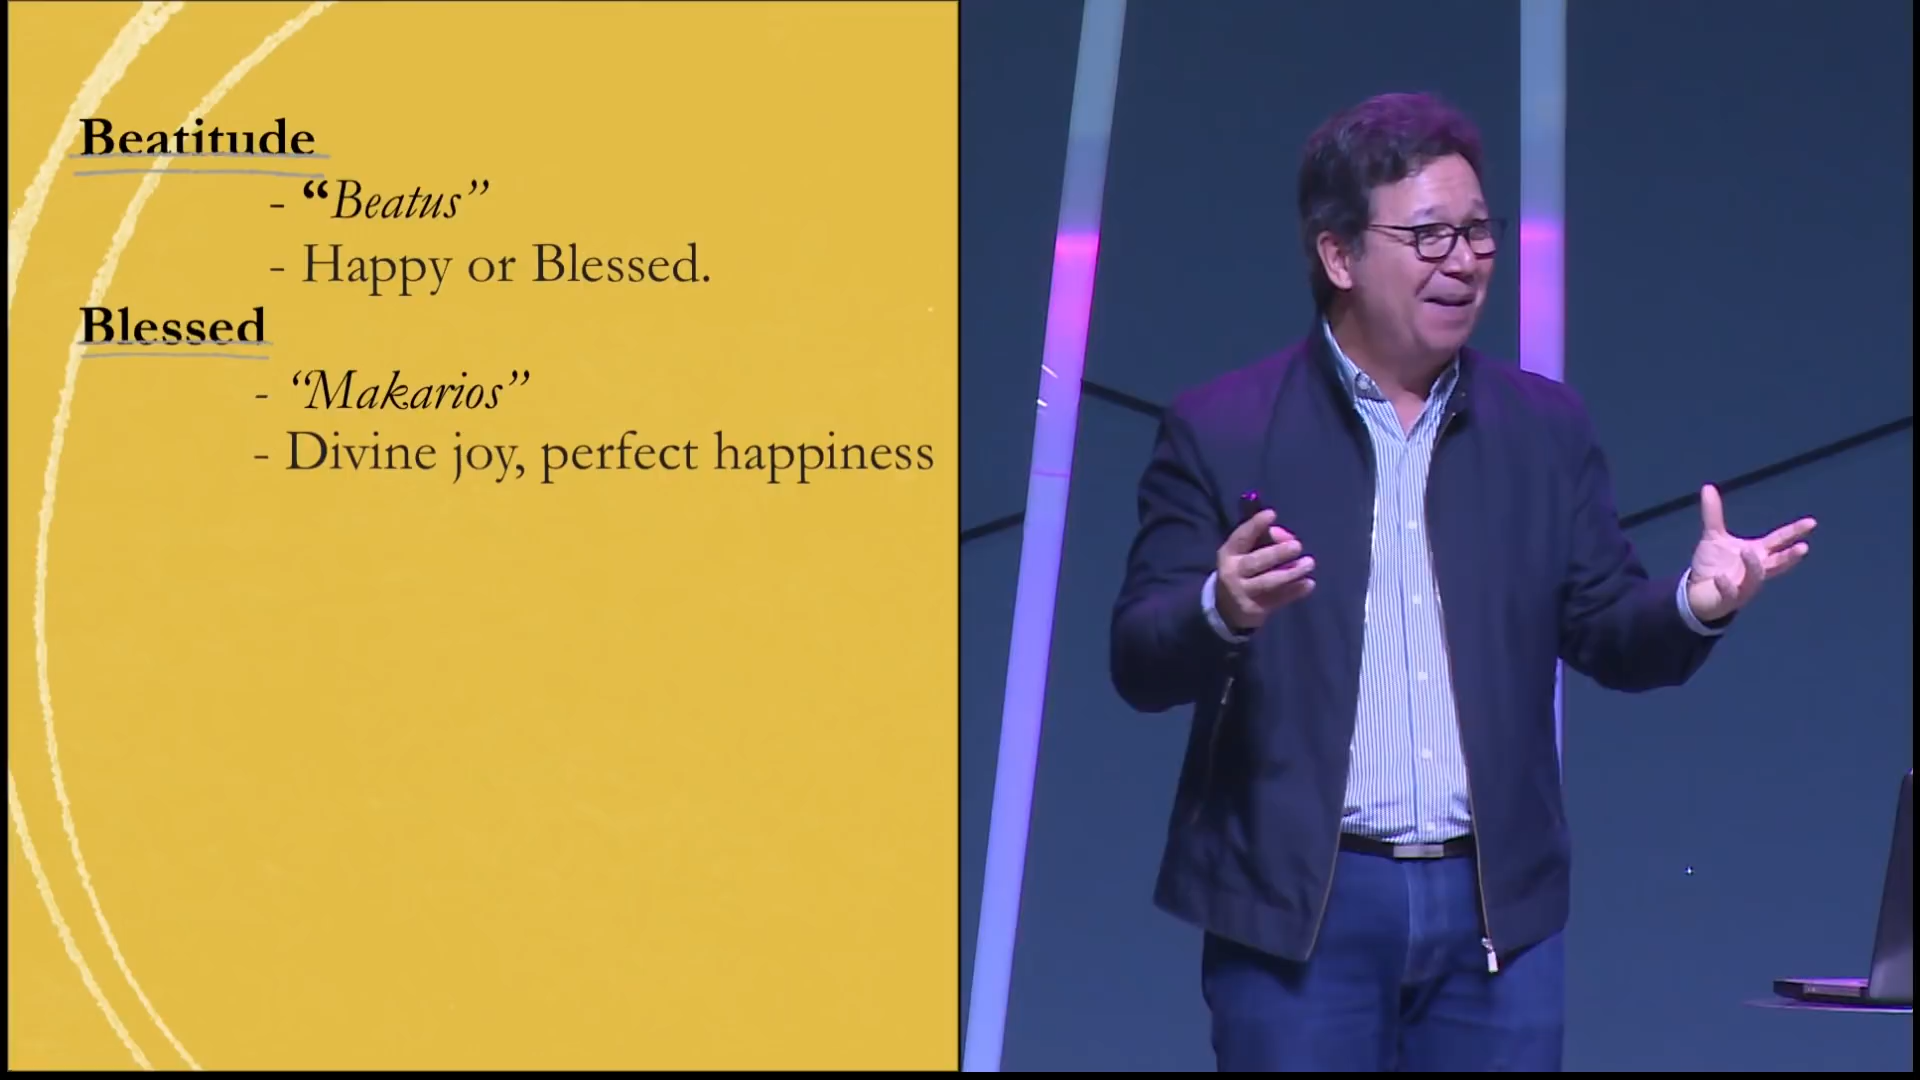 Beatitude
- “Beatus”
- Happy or Blessed.
Blessed
- “Makarios”
- Divine joy, perfect happiness